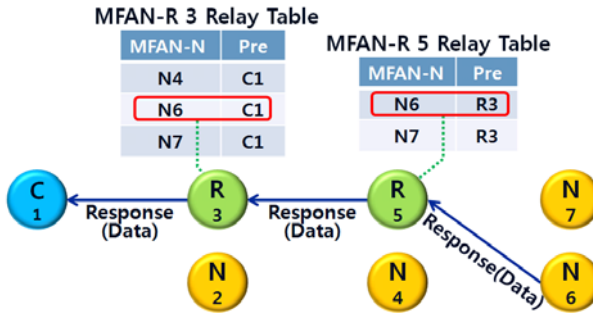 MFAN-R 3 Relay Table
MFAN-N Pre
N4 C1
N6 C1
N7 C1
MFAN-R 5 Relay Table
MFAN-N Pre
N6 R3
N7 R3
C 1
Response (Data)
R 3
Response (Data)
R 5
Response(Data)
N 7
N 2
N 4
N 6